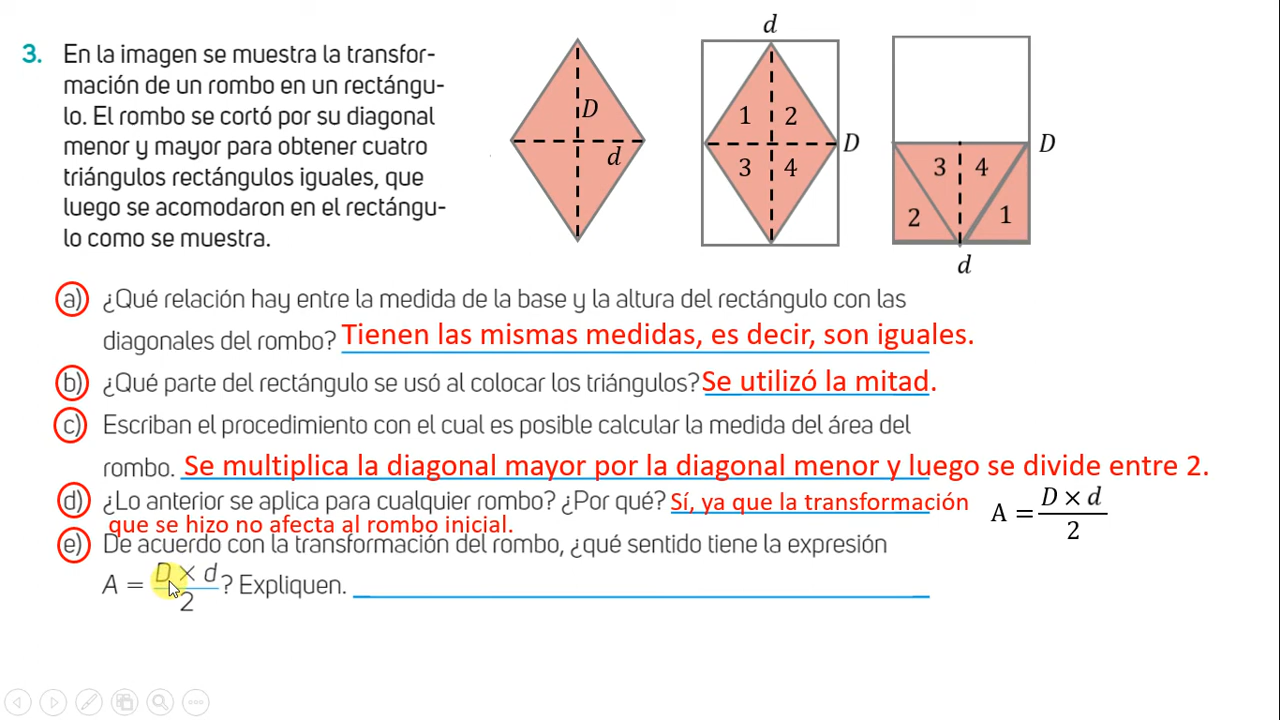 3. En la imagen se muestra la transfor-
mación de un rombo en un rectángu-
lo. El rombo se cortó por su diagonal
menor y mayor para obtener cuatro
triángulos rectángulos iguales, que
luego se acomodaron en el rectángu-
lo como se muestra.
D
d
d
1 2
D
3 4
D
3 4
2 1
d
a) ¿Qué relación hay entre la medida de la base y la altura del rectángulo con las
diagonales del rombo? Tienen las mismas medidas, es decir, son iguales.
b) ¿Qué parte del rectángulo se usó al colocar los triángulos? Se utilizó la mitad.
c) Escriban el procedimiento con el cual es posible calcular la medida del área del
rombo. Se multiplica la diagonal mayor por la diagonal menor y luego se divide entre 2.
d) ¿Lo anterior se aplica para cualquier rombo? ¿Por qué? Sí, ya que la transformación
que se hizo no afecta al rombo inicial.
A = D × d / 2
e) De acuerdo con la transformación del rombo, ¿qué sentido tiene la expresión
A = D × d / 2 ? Expliquen.